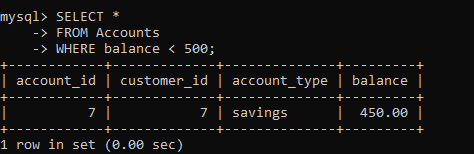 mysql> SELECT *
    -> FROM Accounts
    -> WHERE balance < 500;
+------------+-------------+--------------+---------+
| account_id | customer_id | account_type | balance |
+------------+-------------+--------------+---------+
|          7 |           7 | savings      |  450.00 |
+------------+-------------+--------------+---------+
1 row in set (0.00 sec)